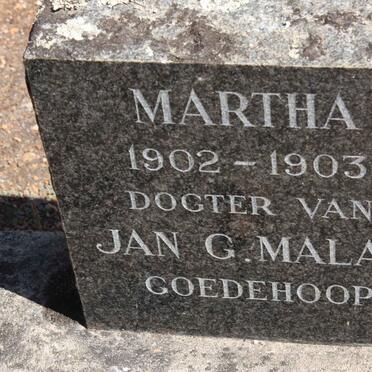 MARTHA
1902 – 1903
DOGTER VAN
JAN G. MALA
GOEDEHOOP